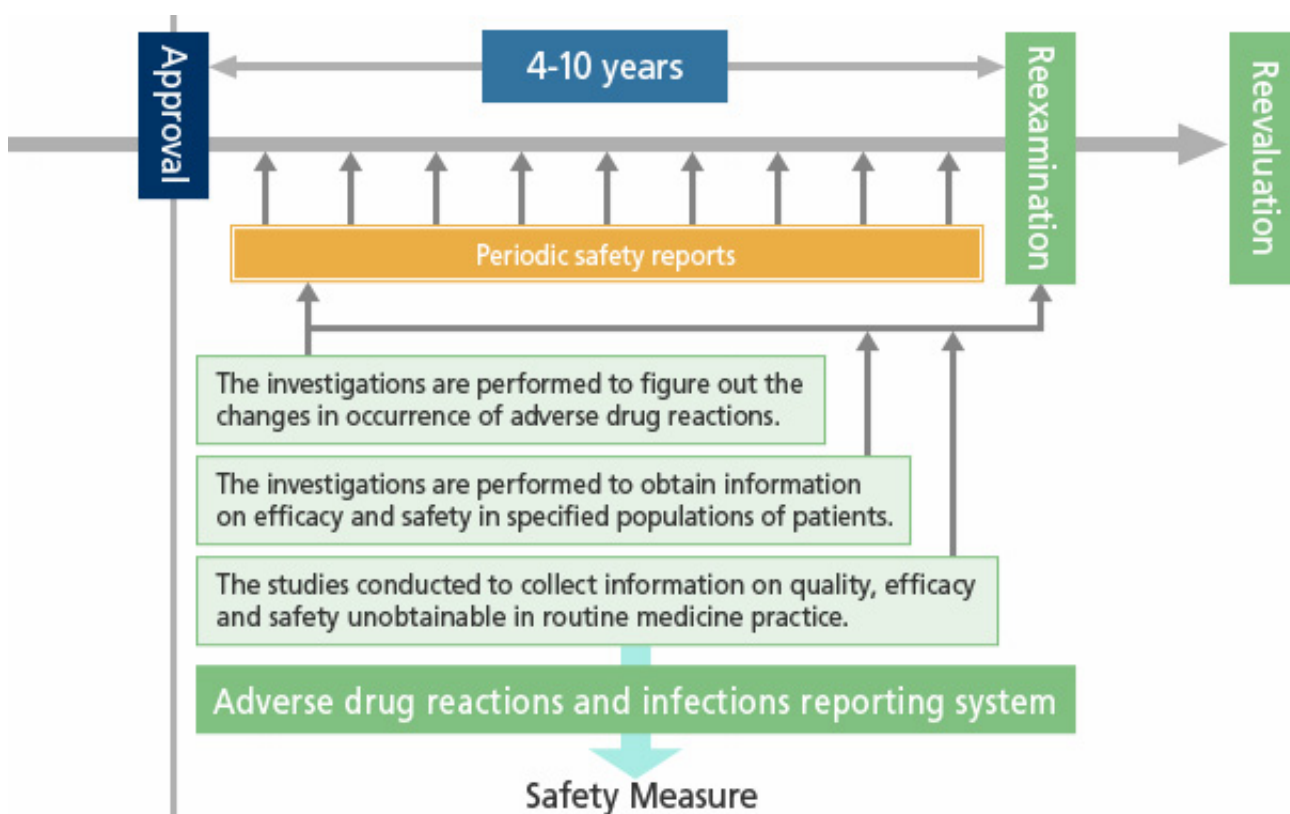 Approval
4-10 years
Reexamination
Reevaluation
Periodic safety reports
The investigations are performed to figure out the
changes in occurrence of adverse drug reactions.
The investigations are performed to obtain information
on efficacy and safety in specified populations of patients.
The studies conducted to collect information on quality, efficacy
and safety unobtainable in routine medicine practice.
Adverse drug reactions and infections reporting system
Safety Measure